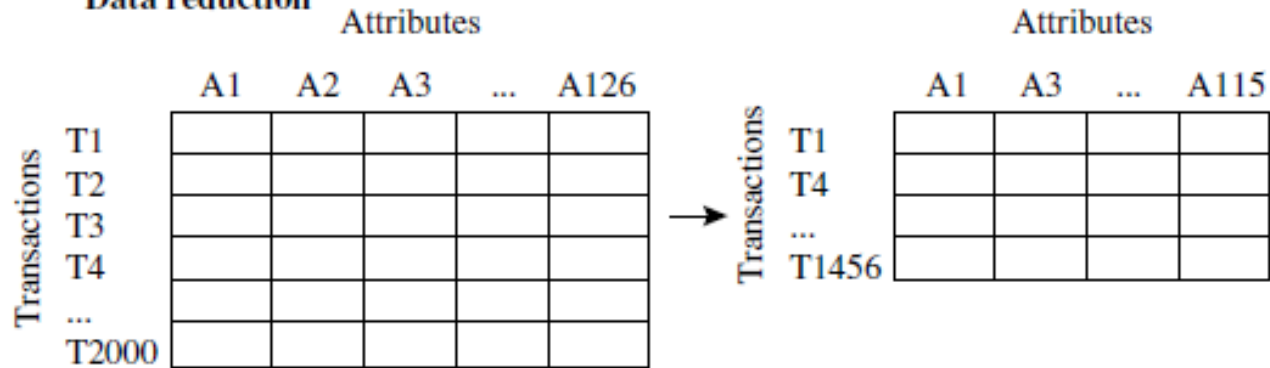 Data reduction
Attributes
A1 A2 A3 ... A126
Transactions
T1
T2
T3
T4
...
T2000
Attributes
A1 A3 ... A115
Transactions
T1
T4
...
T1456